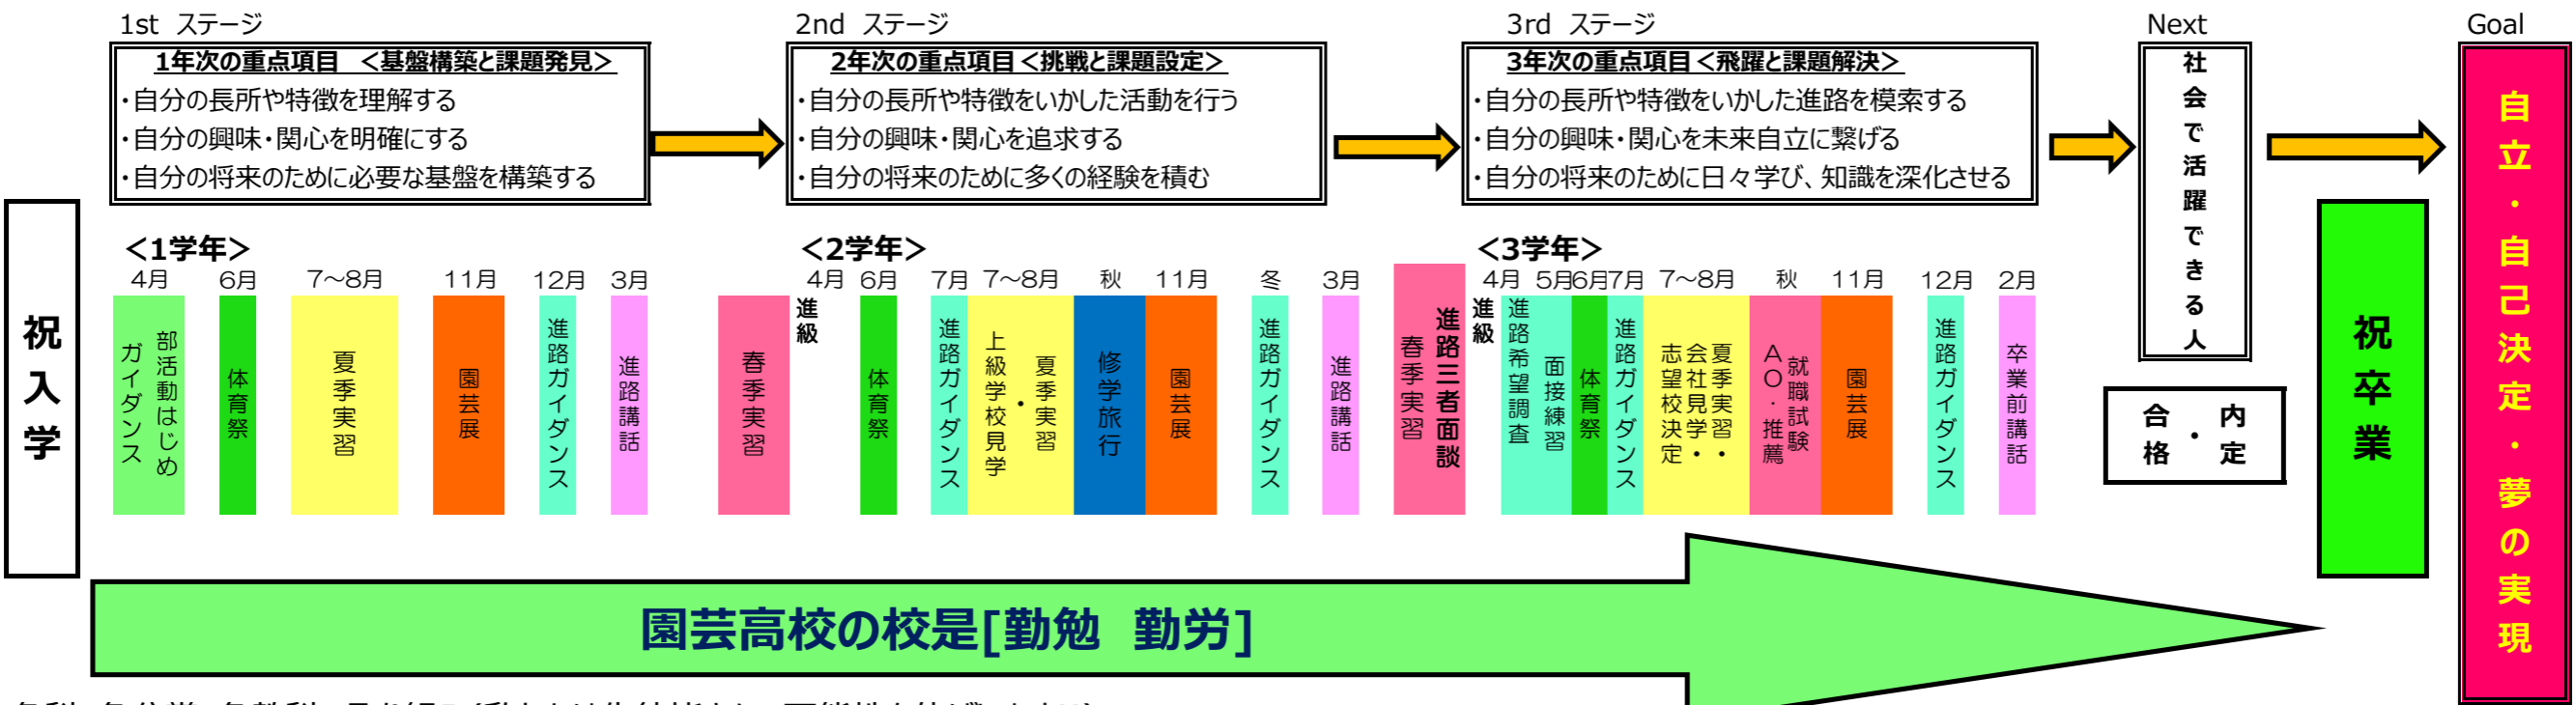 1st ステージ
1年次の重点項目 ＜基盤構築と課題発見＞
・自分の長所や特徴を理解する
・自分の興味・関心を明確にする
・自分の将来のために必要な基盤を構築する
2nd ステージ
2年次の重点項目＜挑戦と課題設定＞
・自分の長所や特徴をいかした活動を行う
・自分の興味・関心を追求する
・自分の将来のために多くの経験を積む
3rd ステージ
3年次の重点項目＜飛躍と課題解決＞
・自分の長所や特徴をいかした進路を模索する
・自分の興味・関心を未来自立に繋げる
・自分の将来のために日々学び、知識を深化させる
Next
社会で活躍できる人
Goal
自立・自己決定・夢の実現
祝入学
＜1学年＞
4月
部活動はじめ
ガイダンス
6月
体育祭
7～8月
夏季実習
11月
園芸展
12月
進路ガイダンス
3月
進路講話
春季実習
＜2学年＞
4月
進級
6月
体育祭
7月
進路ガイダンス
7～8月
夏季実習
・
上級学校見学
秋
修学旅行
11月
園芸展
冬
進路ガイダンス
3月
進路講話
進路三者面談
春季実習
＜3学年＞
4月
進級
進路希望調査
5月
面接練習
6月
体育祭
7月
進路ガイダンス
7～8月
夏季実習・
会社見学・
志望校決定
秋
就職試験
AO・推薦
11月
園芸展
12月
進路ガイダンス
2月
卒業前講話
内定
・
合格
祝卒業
園芸高校の校是[勤勉 勤労]